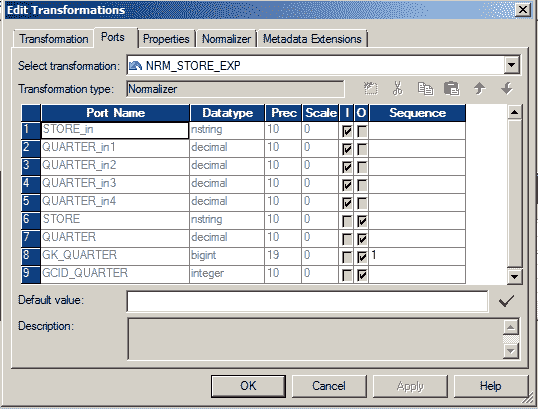 Edit Transformations
Transformation Ports Properties Normalizer Metadata Extensions
Select transformation: NRM_STORE_EXP
Transformation type: Normalizer
Port Name Datatype Prec Scale I O Sequence
1 STORE_in nstring 10 0
2 QUARTER_in1 decimal 10 0
3 QUARTER_in2 decimal 10 0
4 QUARTER_in3 decimal 10 0
5 QUARTER_in4 decimal 10 0
6 STORE nstring 10 0
7 QUARTER decimal 10 0
8 GK_QUARTER bigint 19 0 1
9 GCID_QUARTER integer 10 0
Default value:
Description:
OK Cancel Apply Help